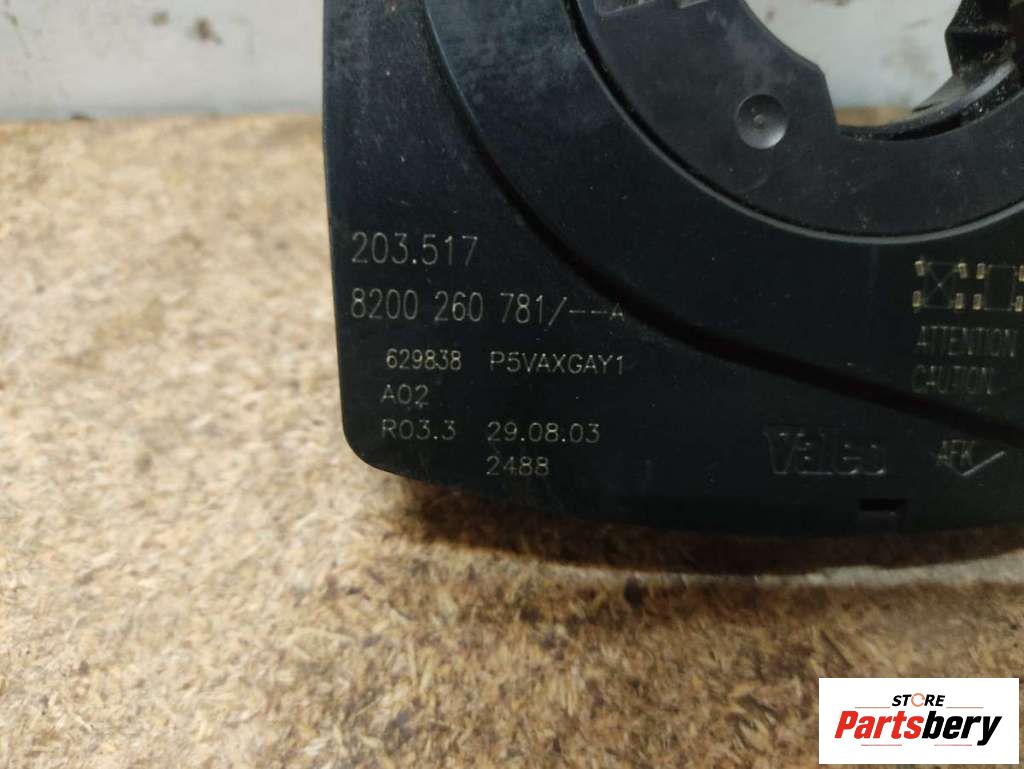 203.517
8200 260 781/--A
629838 P5VAXGAY1
A02
R03.3 29.08.03
2488
ATTENTION
CAUTION
Valeo
AFK
STORE
Partsbery